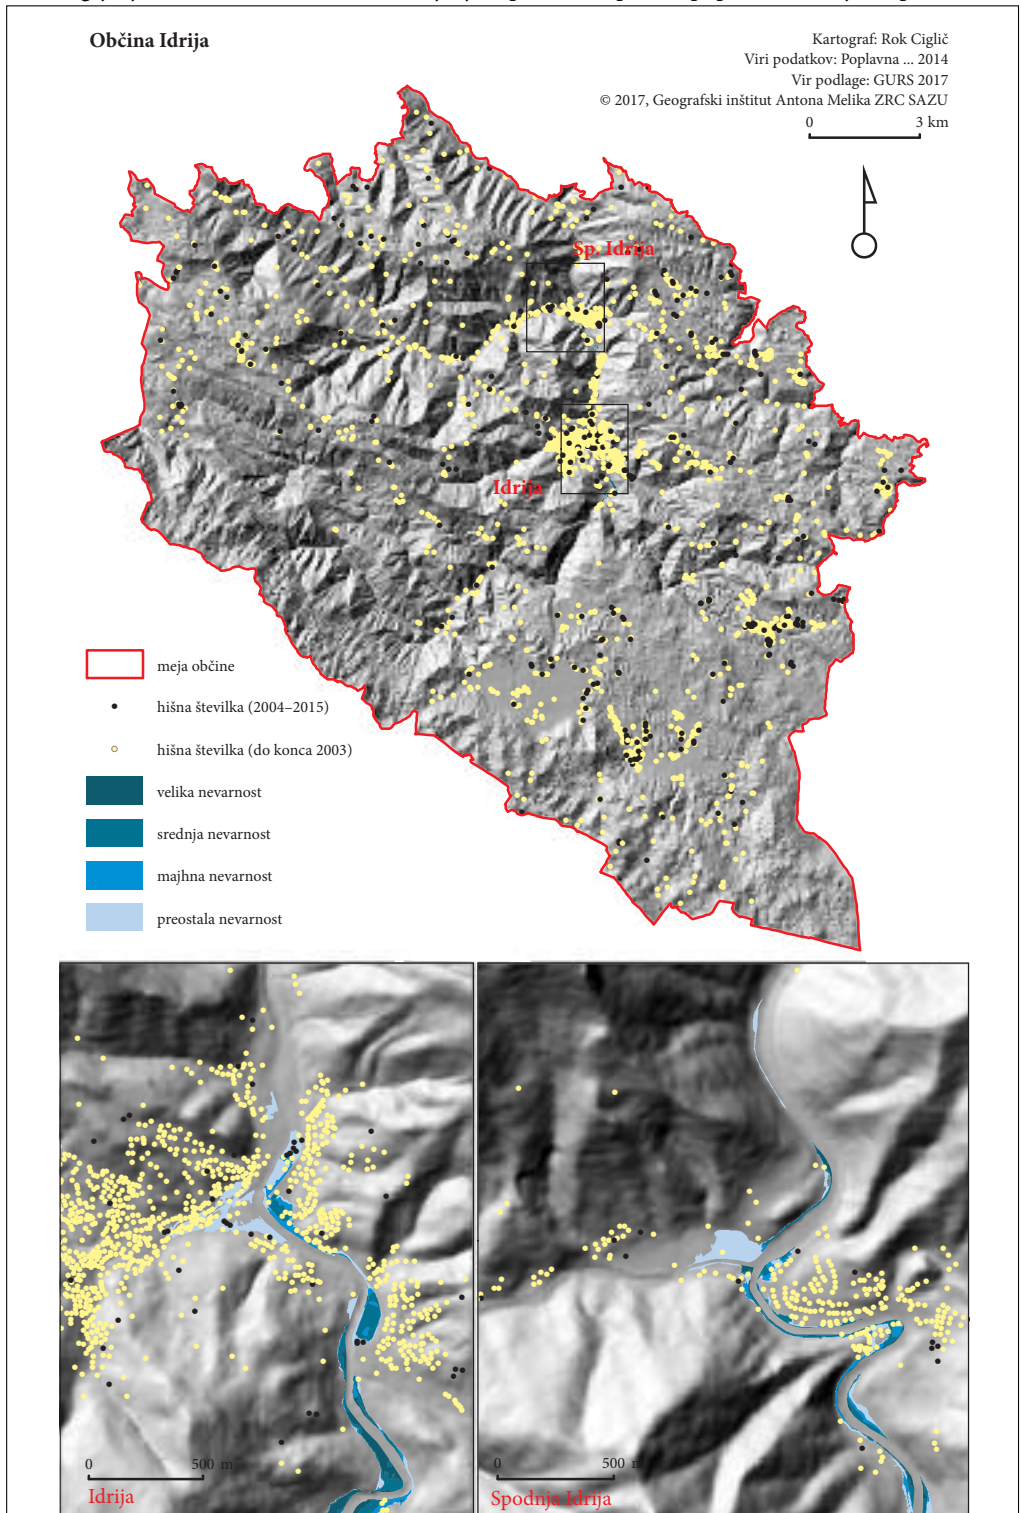 Občina Idrija
Kartograf: Rok Ciglič
Viri podatkov: Poplavna ... 2014
Vir podlage: GURS 2017
© 2017, Geografski inštitut Antona Melika ZRC SAZU
0 3 km
Sp. Idrija
Idrija
meja občine
hišna številka (2004–2015)
hišna številka (do konca 2003)
velika nevarnost
srednja nevarnost
majhna nevarnost
preostala nevarnost
0 500 m
Idrija
0 500 m
Spodnja Idrija